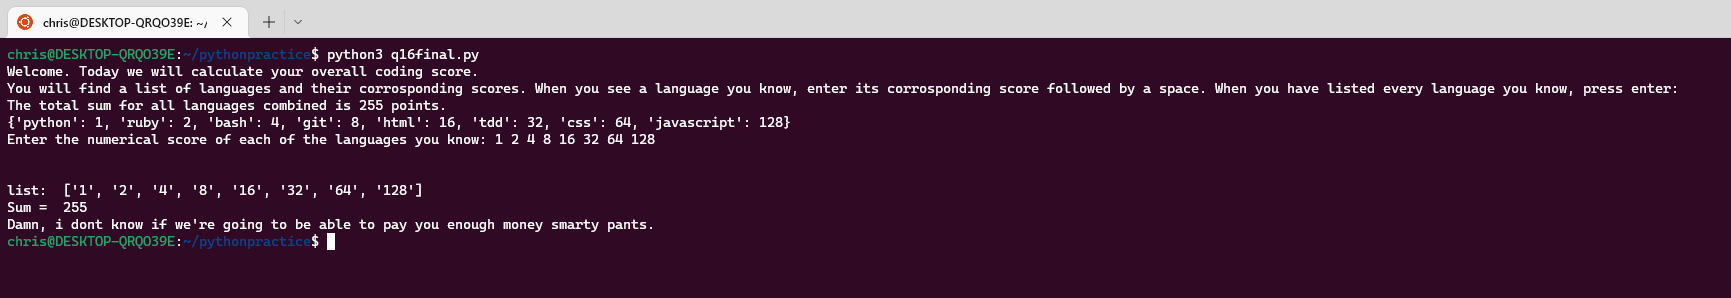 chris@DESKTOP-QRQO39E: ~/
chris@DESKTOP-QRQO39E:~/pythonpractice$ python3 q16final.py
Welcome. Today we will calculate your overall coding score.
You will find a list of languages and their corrosponding scores. When you see a language you know, enter its corrosponding score followed by a space. When you have listed every language you know, press enter:
The total sum for all languages combined is 255 points.
{'python': 1, 'ruby': 2, 'bash': 4, 'git': 8, 'html': 16, 'tdd': 32, 'css': 64, 'javascript': 128}
Enter the numerical score of each of the languages you know: 1 2 4 8 16 32 64 128
list:  ['1', '2', '4', '8', '16', '32', '64', '128']
Sum =  255
Damn, i dont know if we're going to be able to pay you enough money smarty pants.
chris@DESKTOP-QRQO39E:~/pythonpractice$